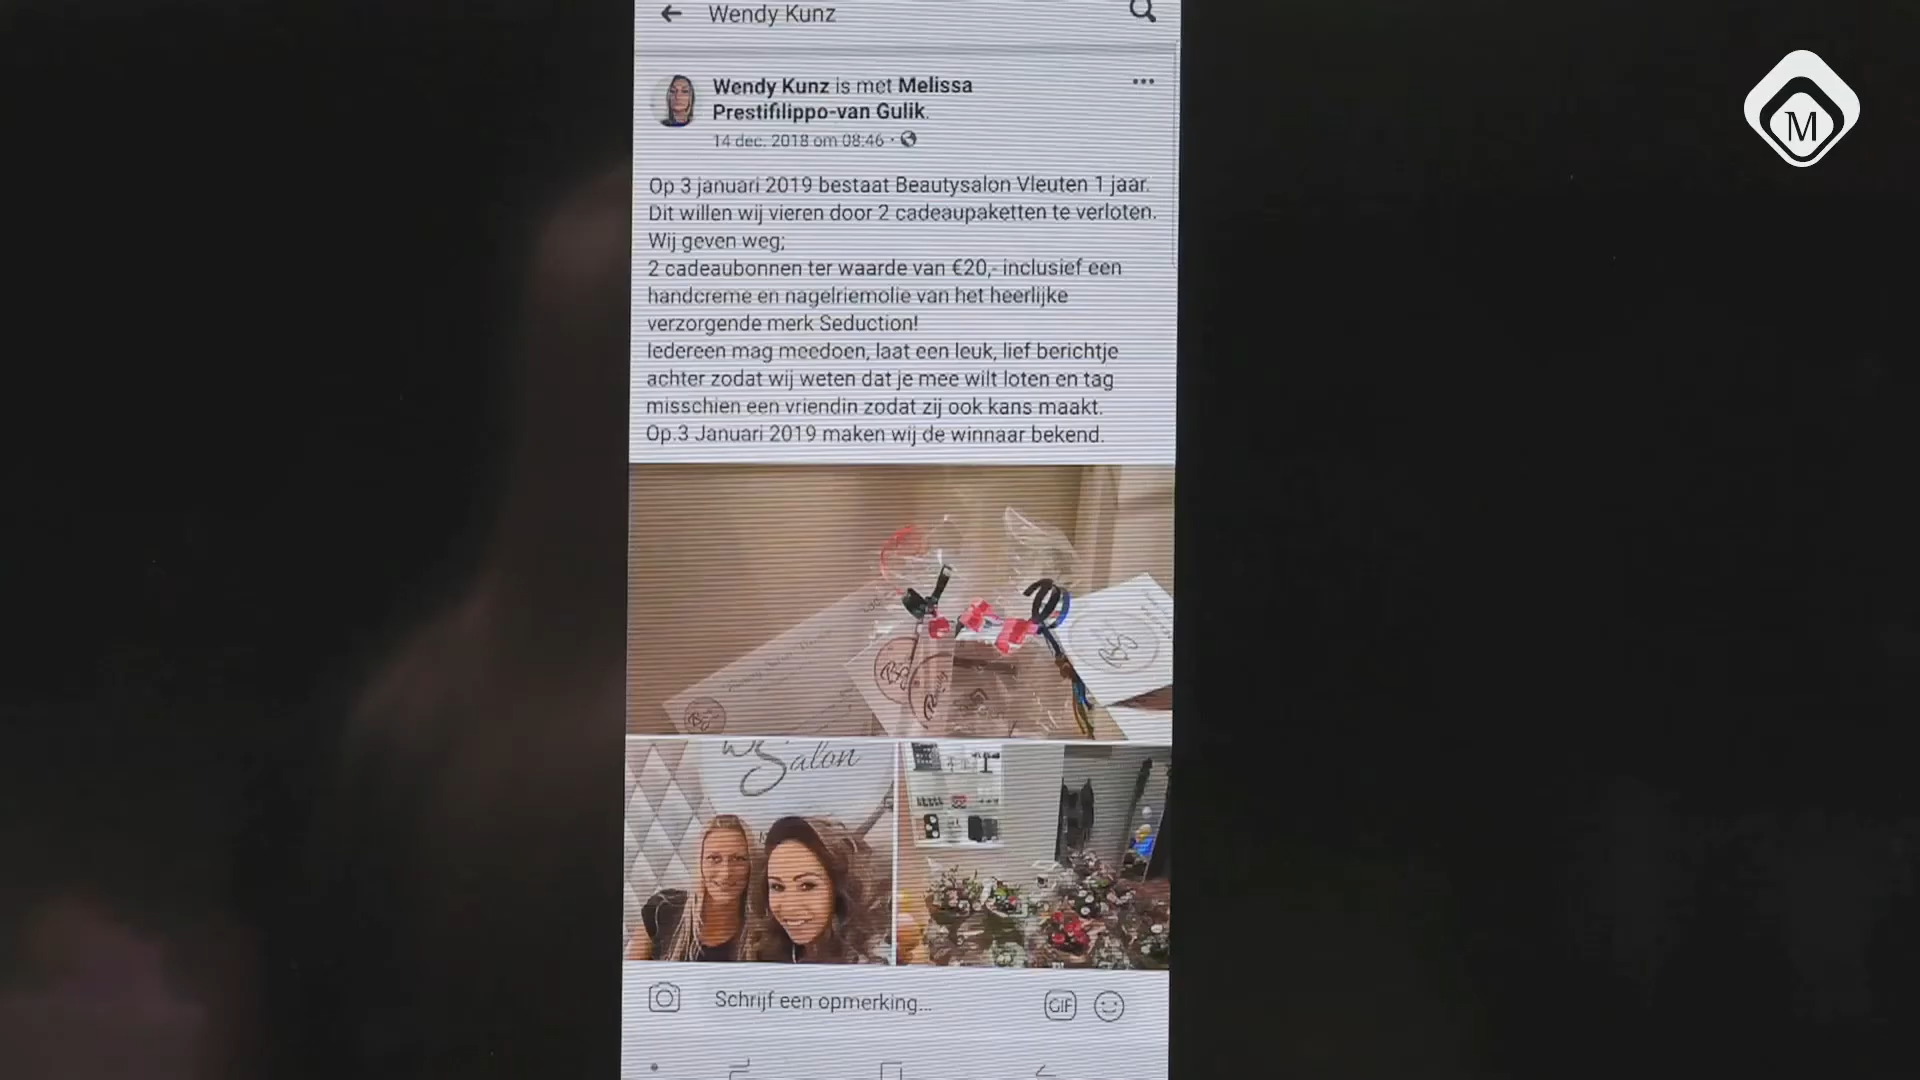 Wendy Kunz
Wendy Kunz is met Melissa
Prestifilippo-van Gulik.
14 dec. 2018 om 08:46 ·
Op 3 januari 2019 bestaat Beautysalon Vleuten 1 jaar.
Dit willen wij vieren door 2 cadeaupaketten te verloten.
Wij geven weg;
2 cadeaubonnen ter waarde van €20,- inclusief een
handcreme en nagelriemolie van het heerlijke
verzorgende merk Seduction!
Iedereen mag meedoen, laat een leuk, lief berichtje
achter zodat wij weten dat je mee wilt loten en tag
misschien een vriendin zodat zij ook kans maakt.
Op.3 Januari 2019 maken wij de winnaar bekend.
Salon
Schrijf een opmerking...
GIF
M